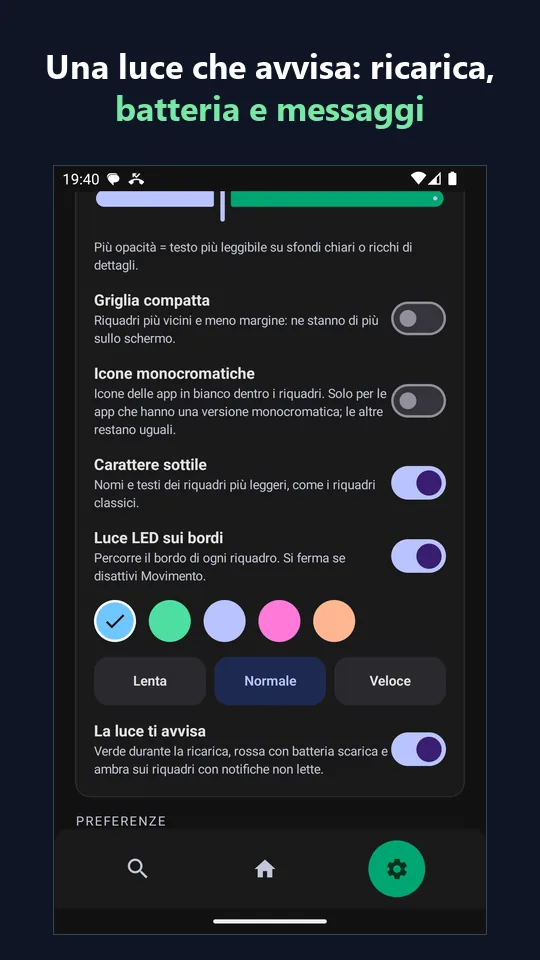 Una luce che avvisa: ricarica,
batteria e messaggi
19:40
Più opacità = testo più leggibile su sfondi chiari o ricchi di
dettagli.
Griglia compatta
Riquadri più vicini e meno margine: ne stanno di più
sullo schermo.
Icone monocromatiche
Icone delle app in bianco dentro i riquadri. Solo per le
app che hanno una versione monocromatica; le altre
restano uguali.
Carattere sottile
Nomi e testi dei riquadri più leggeri, come i riquadri
classici.
Luce LED sui bordi
Percorre il bordo di ogni riquadro. Si ferma se
disattivi Movimento.
Lenta
Normale
Veloce
La luce ti avvisa
Verde durante la ricarica, rossa con batteria scarica e
ambra sui riquadri con notifiche non lette.
PREFERENZE